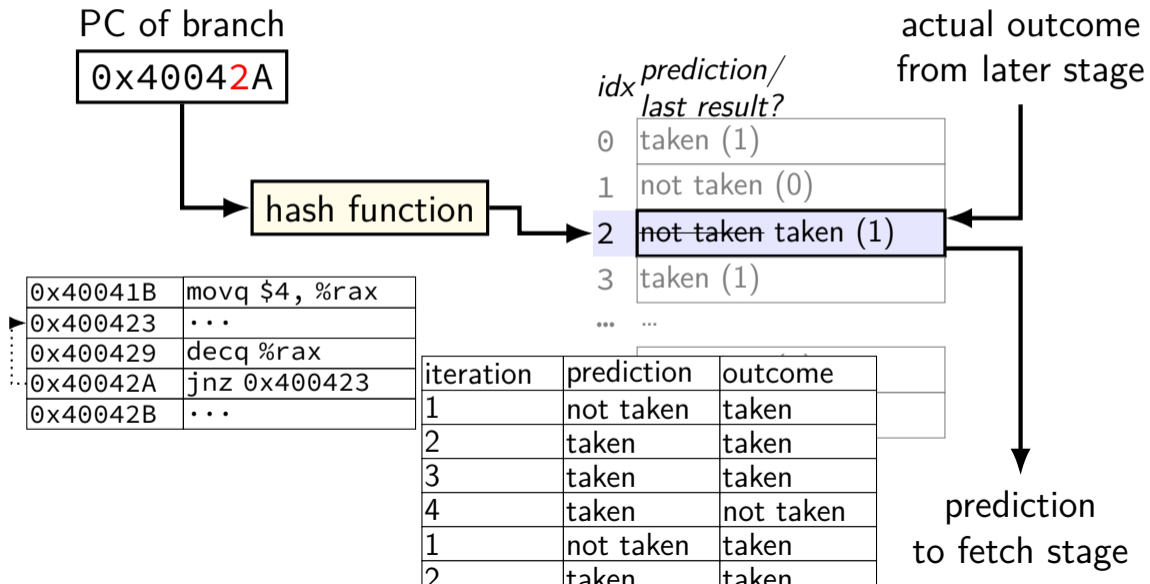 PC of branch
0x40042A
hash function
idx
prediction/
last result?
0 taken (1)
1 not taken (0)
2 not taken taken (1)
3 taken (1)
... ...
actual outcome
from later stage
prediction
to fetch stage
0x40041B movq $4, %rax
0x400423 ...
0x400429 decq %rax
0x40042A jnz 0x400423
0x40042B ...
iteration prediction outcome
1 not taken taken
2 taken taken
3 taken taken
4 taken not taken
1 not taken taken
2 taken taken